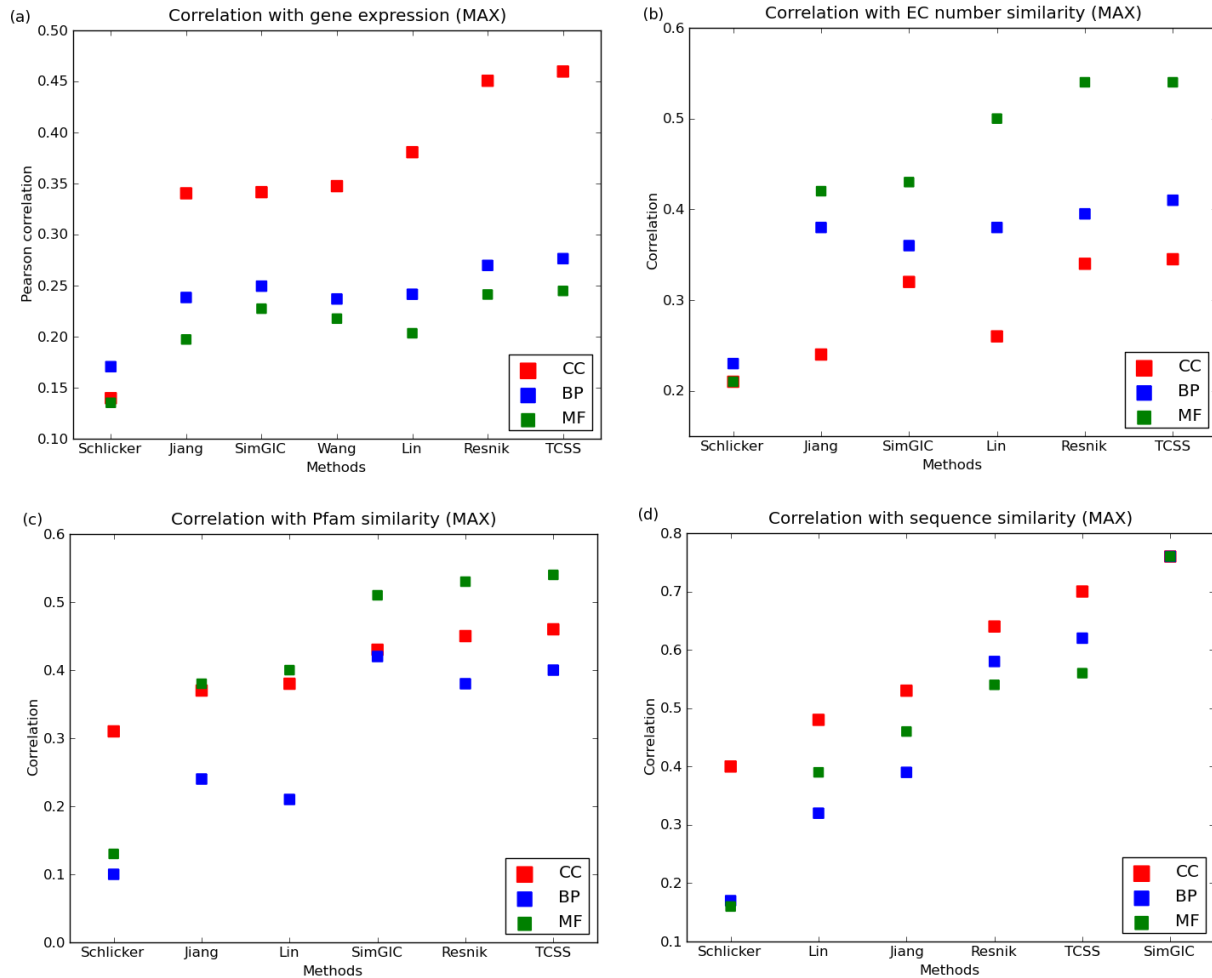 (a)
Correlation with gene expression (MAX)
0.50
0.45
0.40
0.35
0.30
0.25
0.20
0.15
0.10
Pearson correlation
Schlicker Jiang SimGIC Wang Lin Resnik TCSS
Methods
CC
BP
MF
(b)
Correlation with EC number similarity (MAX)
0.6
0.5
0.4
0.3
0.2
Correlation
Schlicker Jiang SimGIC Lin Resnik TCSS
Methods
CC
BP
MF
(c)
Correlation with Pfam similarity (MAX)
0.6
0.5
0.4
0.3
0.2
0.1
0.0
Correlation
Schlicker Jiang Lin SimGIC Resnik TCSS
Methods
CC
BP
MF
(d)
Correlation with sequence similarity (MAX)
0.8
0.7
0.6
0.5
0.4
0.3
0.2
0.1
Correlation
Schlicker Lin Jiang Resnik TCSS SimGIC
Methods
CC
BP
MF